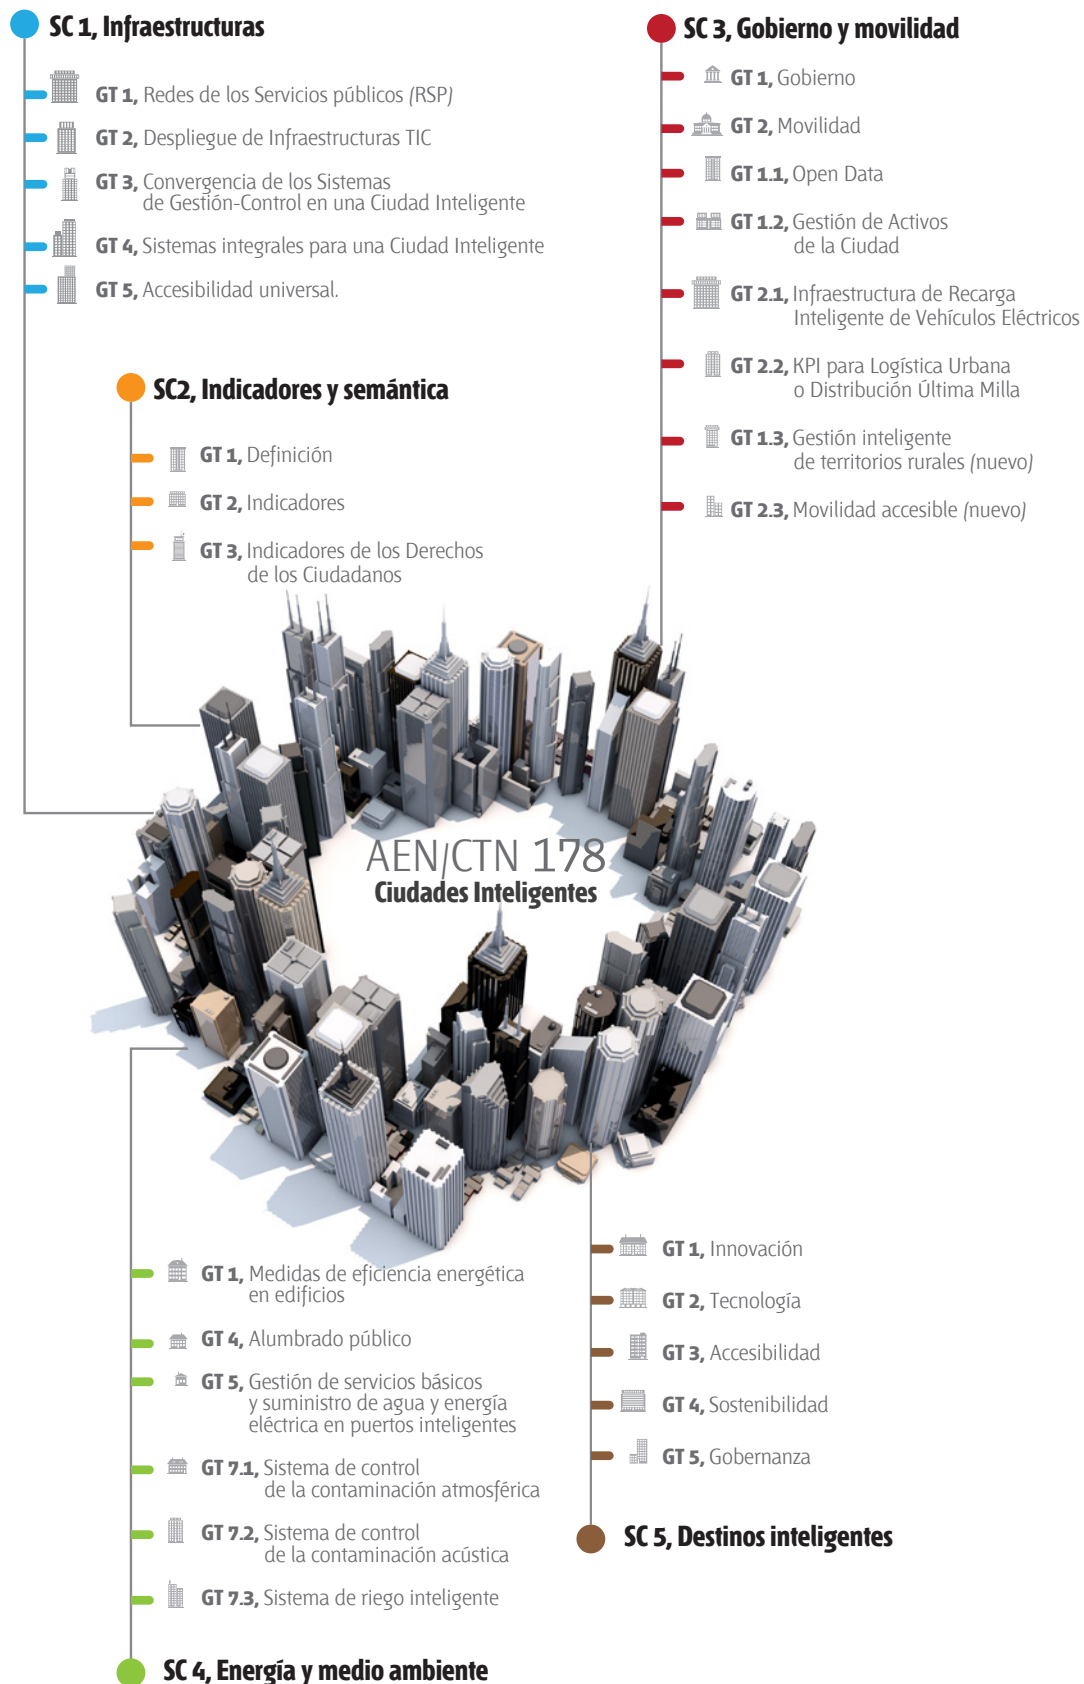 SC 1, Infraestructuras
GT 1, Redes de los Servicios públicos (RSP)
GT 2, Despliegue de Infraestructuras TIC
GT 3, Convergencia de los Sistemas
de Gestión-Control en una Ciudad Inteligente
GT 4, Sistemas integrales para una Ciudad Inteligente
GT 5, Accesibilidad universal.
SC2, Indicadores y semántica
GT 1, Definición
GT 2, Indicadores
GT 3, Indicadores de los Derechos
de los Ciudadanos
SC 3, Gobierno y movilidad
GT 1, Gobierno
GT 2, Movilidad
GT 1.1, Open Data
GT 1.2, Gestión de Activos
de la Ciudad
GT 2.1, Infraestructura de Recarga
Inteligente de Vehículos Eléctricos
GT 2.2, KPI para Logística Urbana
o Distribución Última Milla
GT 1.3, Gestión inteligente
de territorios rurales (nuevo)
GT 2.3, Movilidad accesible (nuevo)
AEN/CTN 178
Ciudades Inteligentes
GT 1, Medidas de eficiencia energética
en edificios
GT 4, Alumbrado público
GT 5, Gestión de servicios básicos
y suministro de agua y energía
eléctrica en puertos inteligentes
GT 7.1, Sistema de control
de la contaminación atmosférica
GT 7.2, Sistema de control
de la contaminación acústica
GT 7.3, Sistema de riego inteligente
SC 4, Energía y medio ambiente
GT 1, Innovación
GT 2, Tecnología
GT 3, Accesibilidad
GT 4, Sostenibilidad
GT 5, Gobernanza
SC 5, Destinos inteligentes